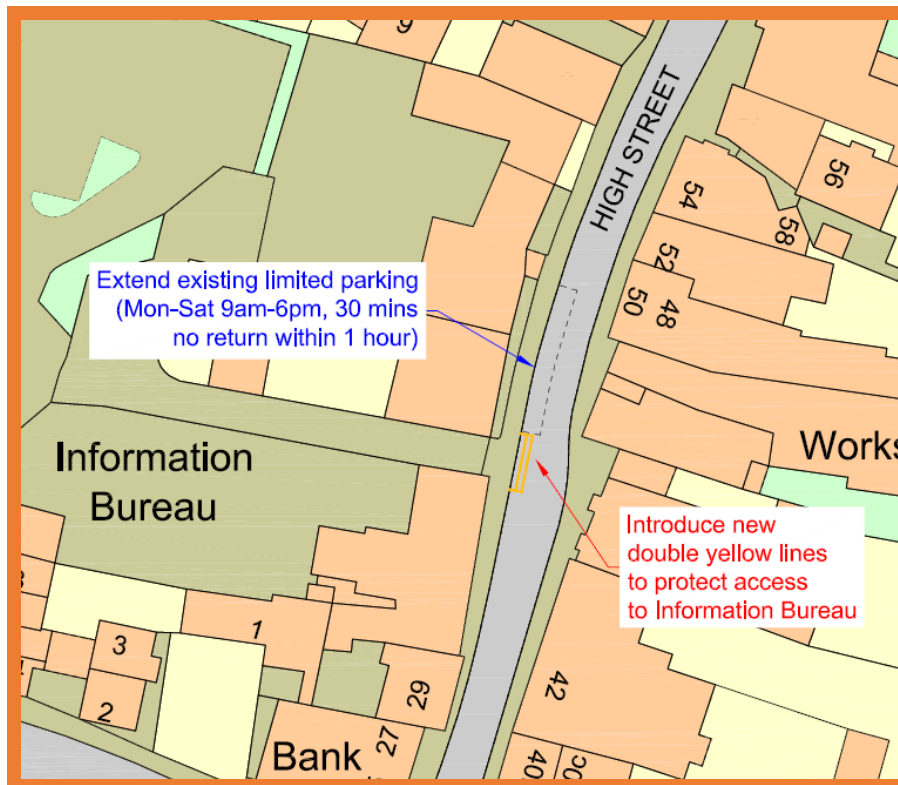 6
HIGH STREET
56
54
58
52
50
48
Extend existing limited parking
(Mon-Sat 9am-6pm, 30 mins
no return within 1 hour)
Information
Bureau
Works
Introduce new
double yellow lines
to protect access
to Information Bureau
1
3
2
29
27
42
Bank
40